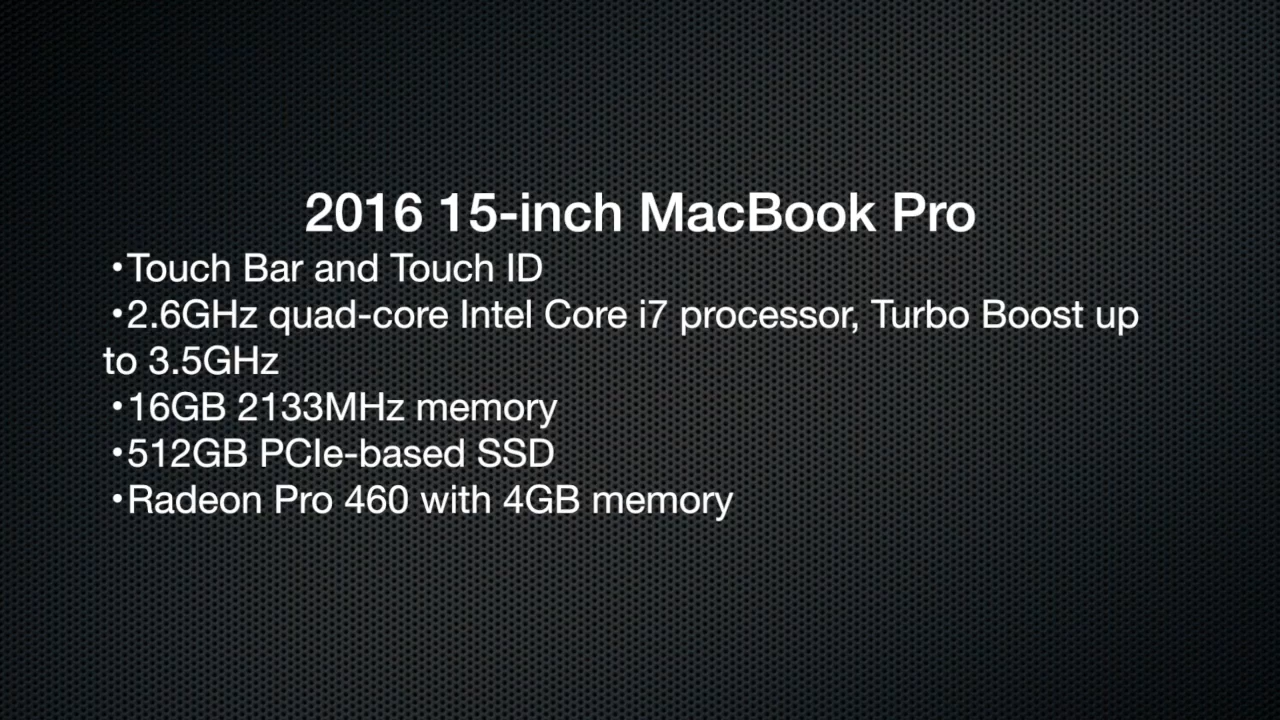 2016 15-inch MacBook Pro
•Touch Bar and Touch ID
•2.6GHz quad-core Intel Core i7 processor, Turbo Boost up
to 3.5GHz
•16GB 2133MHz memory
•512GB PCIe-based SSD
•Radeon Pro 460 with 4GB memory